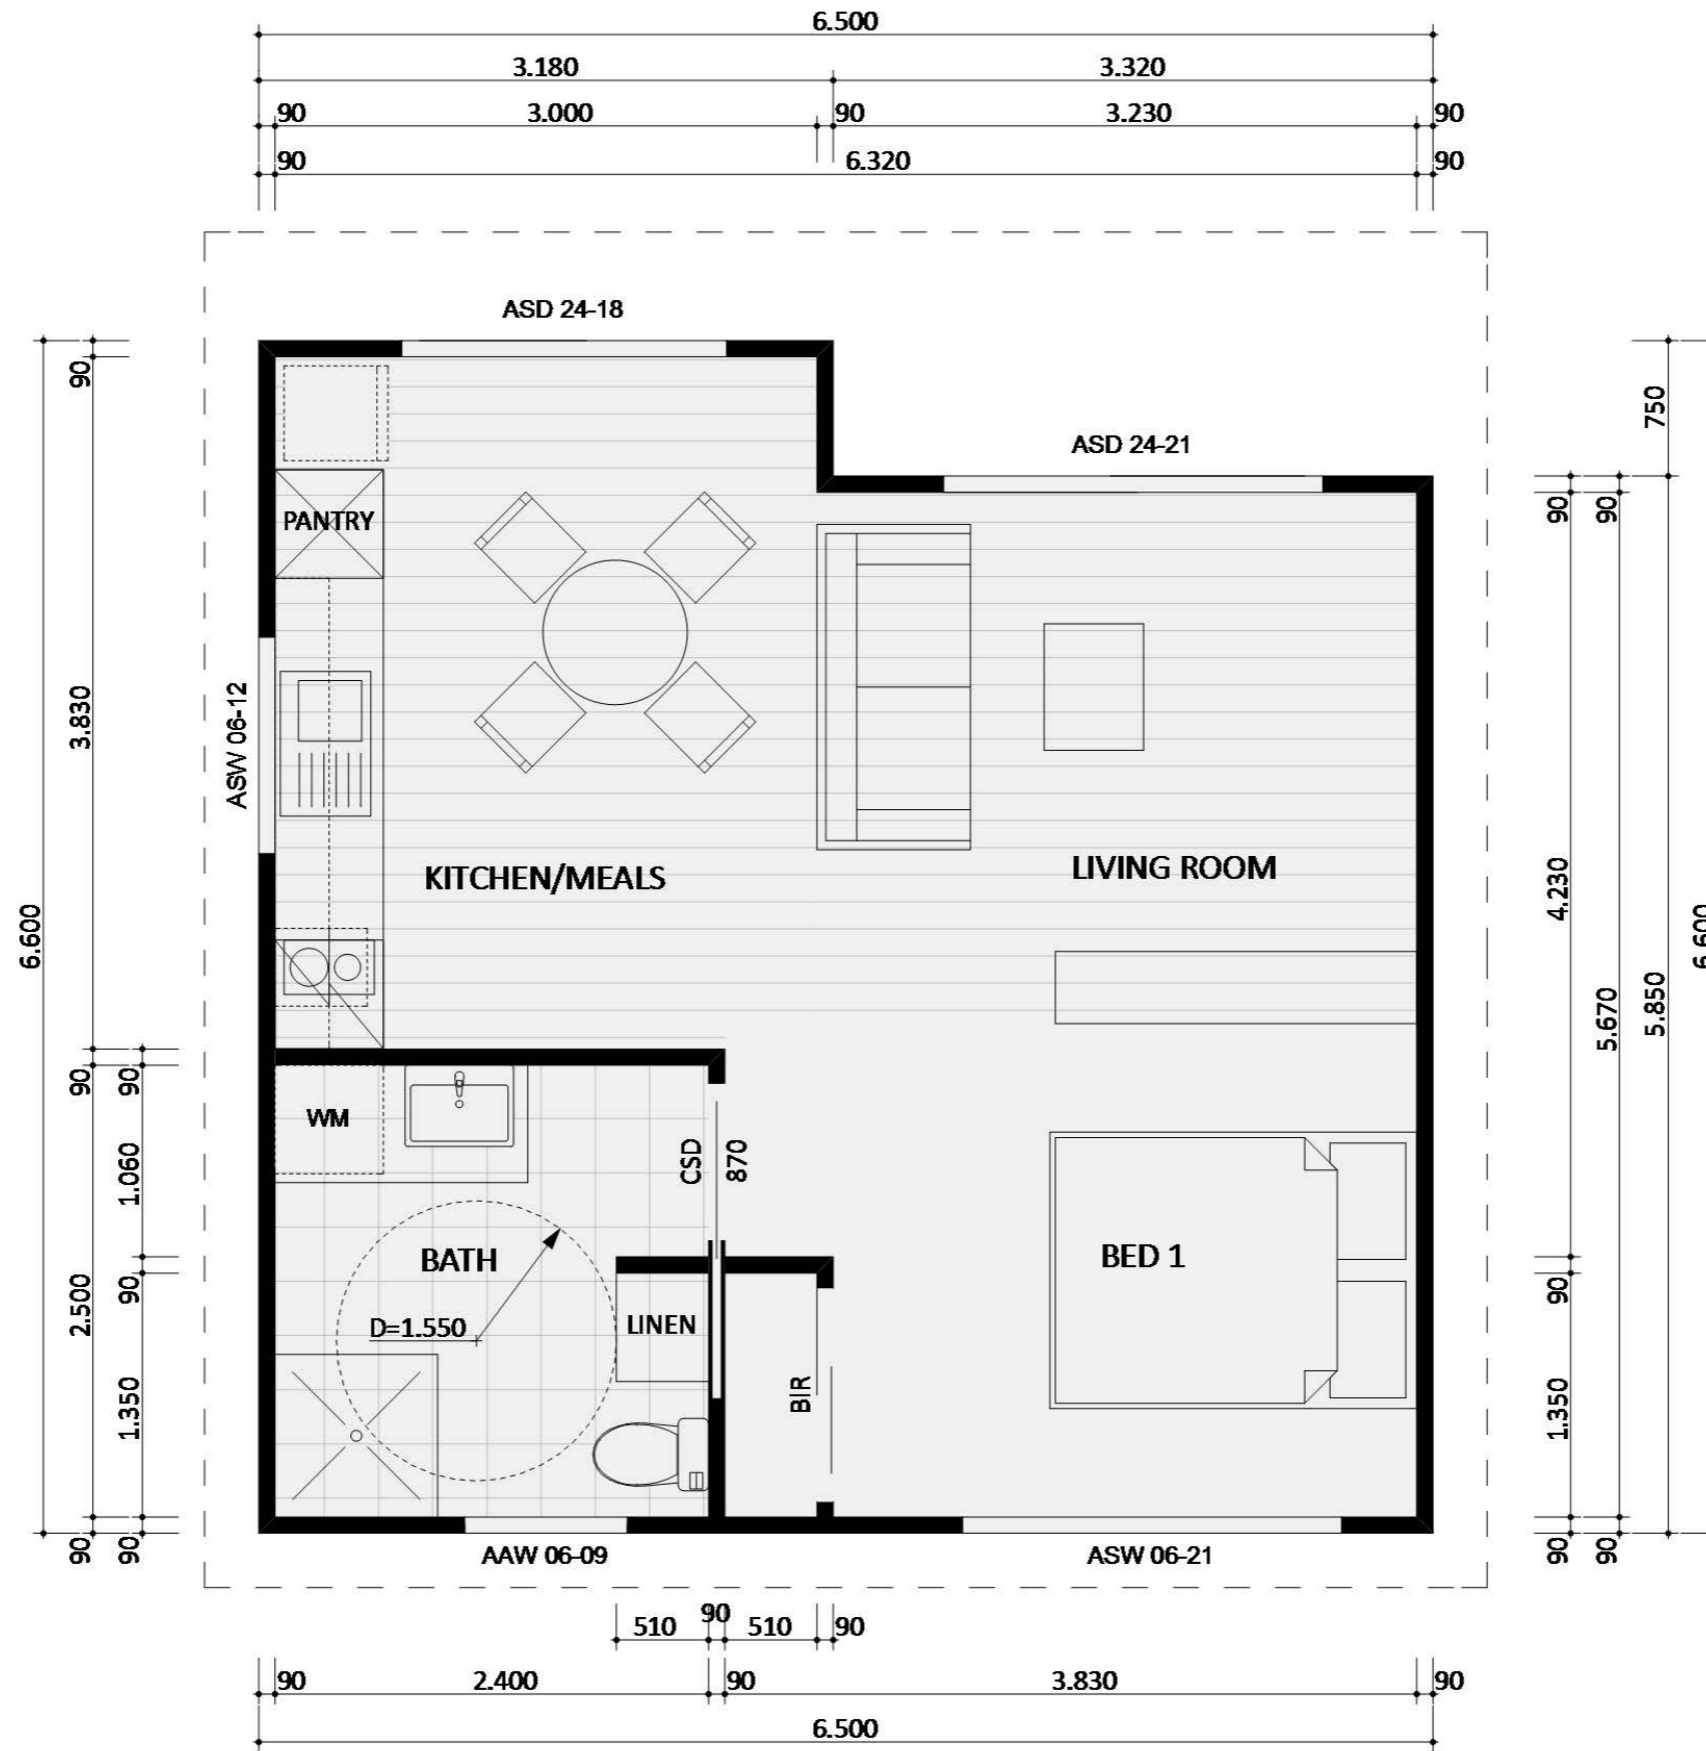 6.500
3.180 3.320
90 3.000 90 3.230 90
90 6.320 90
ASD 24-18
ASD 24-21
90
3.830
6.600
90
2.500
90
90
1.060
90
1.350
90
ASW 06-12
PANTRY
KITCHEN/MEALS
LIVING ROOM
WM
CSD
870
BATH
D=1.550
LINEN
BIR
BED 1
750
90
90
4.230
5.670
5.850
6.600
90
1.350
90
90
AAW 06-09
ASW 06-21
510 90 510 90
90 2.400 90 3.830 90
6.500